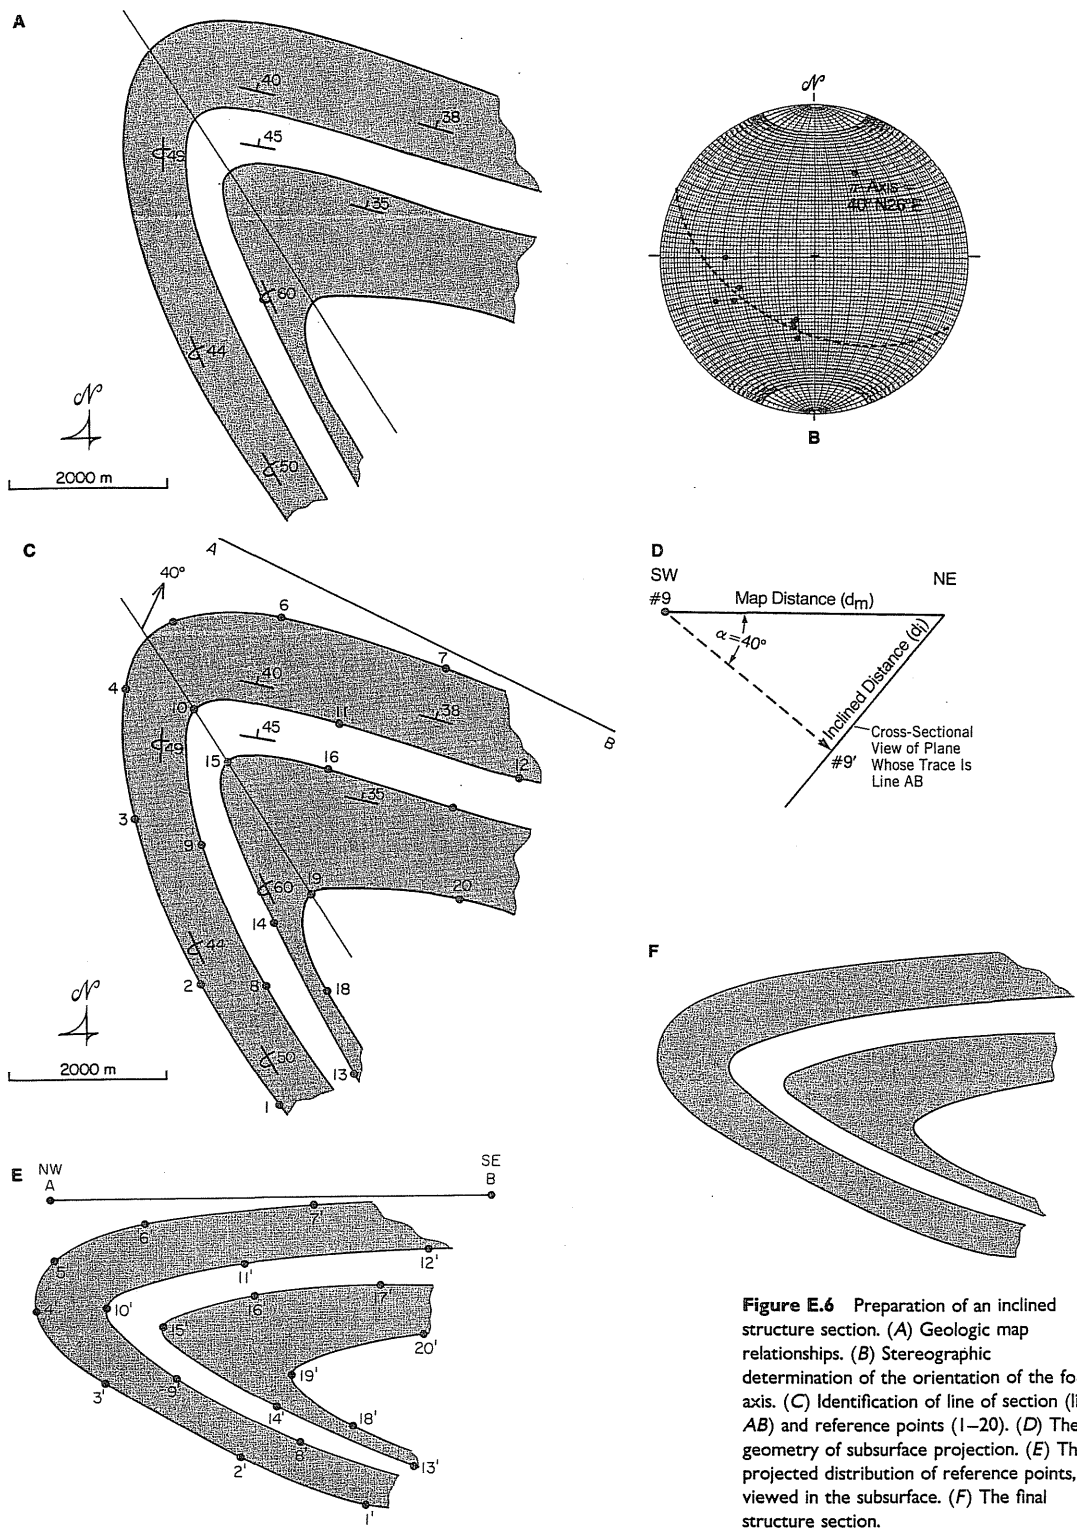 A
40
38
45
49
35
60
44
50
N
2000 m
N
π-Axis
40° N26°E
B
C
40°
A
6
7
4
10
40
11
38
45
49
15
16
12
B
35
3
9
19
60
20
14
44
2
8
18
N
50
13
1
2000 m
D
SW
NE
#9
Map Distance (dm)
α=40°
Inclined Distance (di)
Cross-Sectional
View of Plane
Whose Trace Is
Line AB
#9'
F
E
NW
A
SE
B
6
7'
5
12'
11'
17
4
10'
16
15
20'
3'
9'
19'
14'
18'
8
2'
13'
1'
Figure E.6 Preparation of an inclined
structure section. (A) Geologic map
relationships. (B) Stereographic
determination of the orientation of the fo
axis. (C) Identification of line of section (li
AB) and reference points (1–20). (D) The
geometry of subsurface projection. (E) Th
projected distribution of reference points,
viewed in the subsurface. (F) The final
structure section.